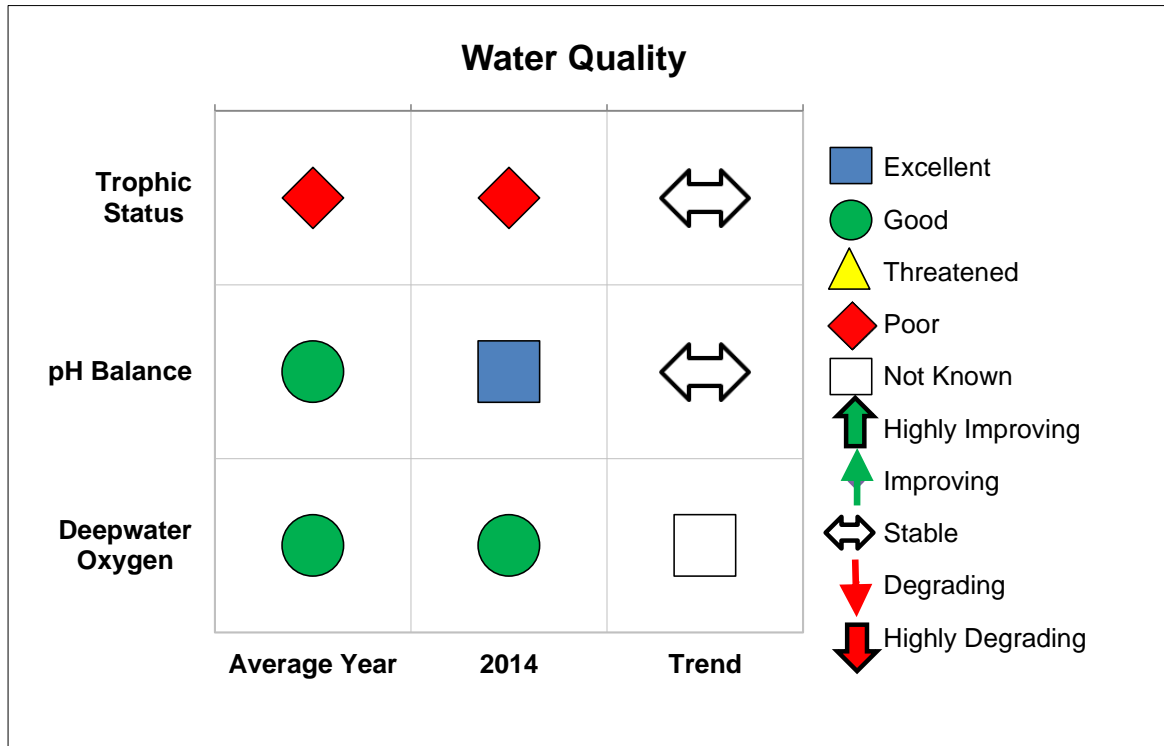 Water Quality
Trophic
Status
pH Balance
Deepwater
Oxygen
Average Year
2014
Trend
Excellent
Good
Threatened
Poor
Not Known
Highly Improving
Improving
Stable
Degrading
Highly Degrading